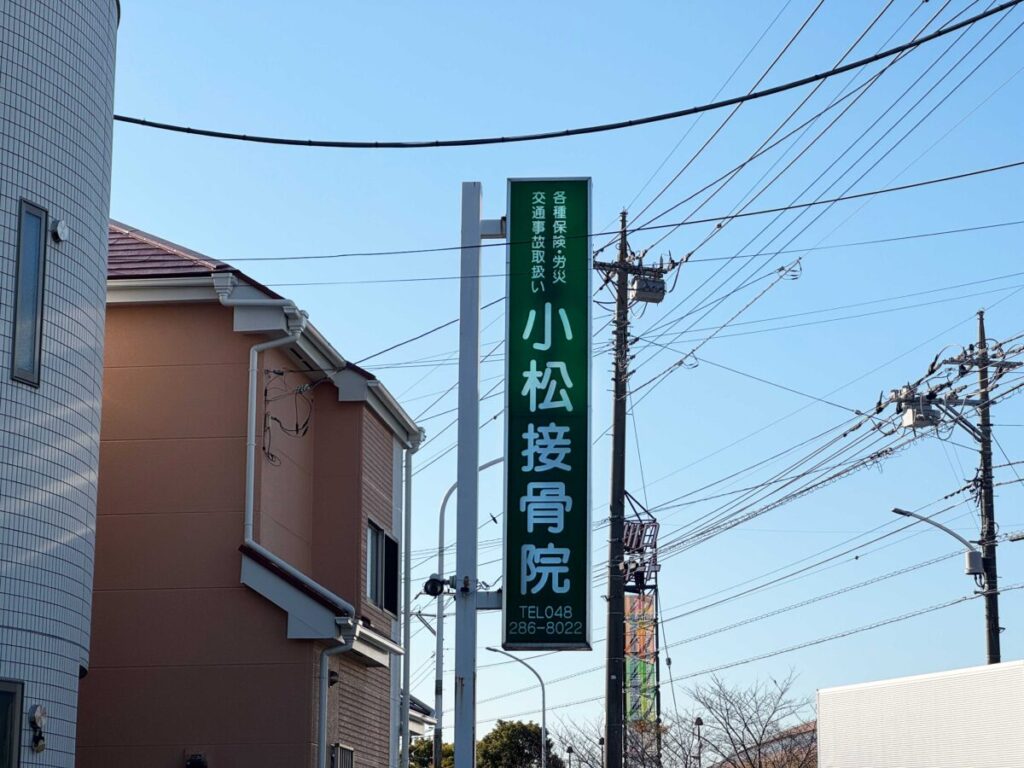 各種保険・労災
交通事故取扱い
小松接骨院
TEL048
286-8022